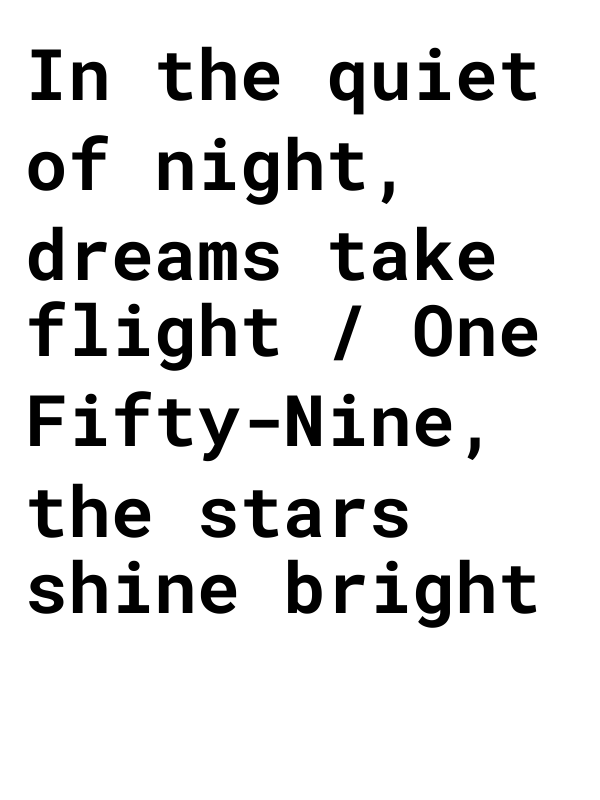 In the quiet
of night,
dreams take
flight / One
Fifty-Nine,
the stars
shine bright